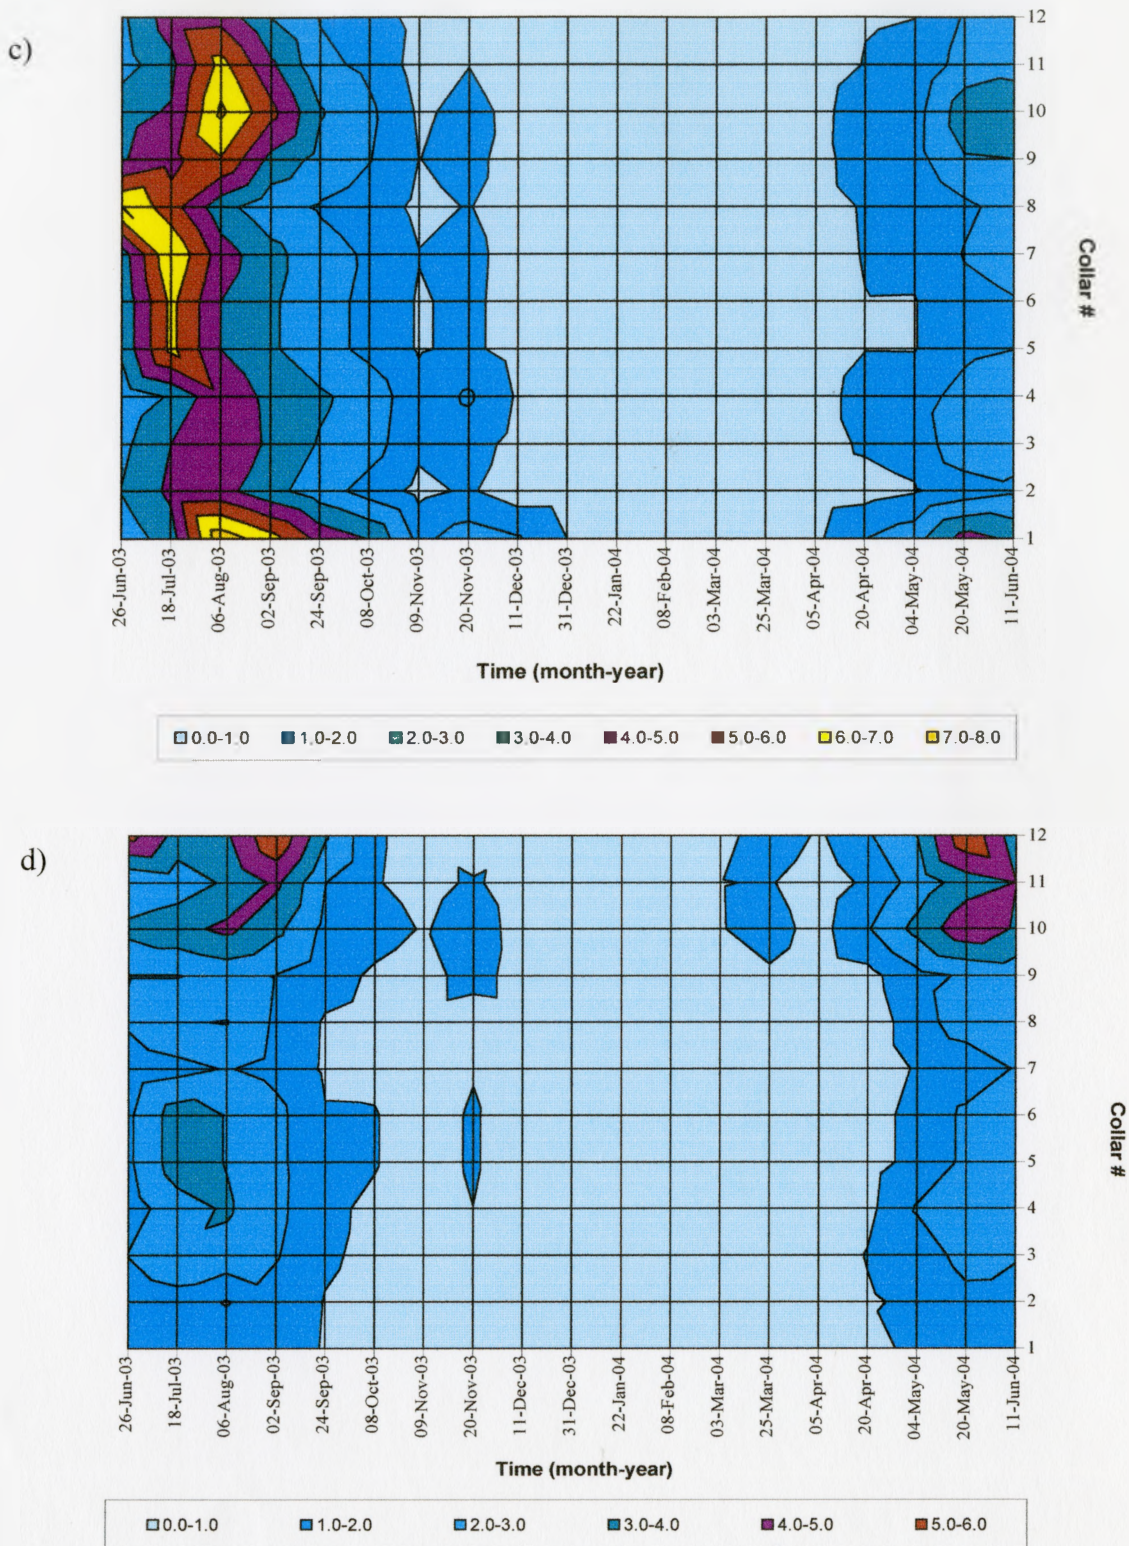 c)
12
11
10
9
8
7
6
5
4
3
2
1
Collar #
26-Jun-03
18-Jul-03
06-Aug-03
02-Sep-03
24-Sep-03
08-Oct-03
09-Nov-03
20-Nov-03
11-Dec-03
31-Dec-03
22-Jan-04
08-Feb-04
03-Mar-04
25-Mar-04
05-Apr-04
20-Apr-04
04-May-04
20-May-04
11-Jun-04
Time (month-year)
0.0-1.0 1.0-2.0 2.0-3.0 3.0-4.0 4.0-5.0 5.0-6.0 6.0-7.0 7.0-8.0
d)
12
11
10
9
8
7
6
5
4
3
2
1
Collar #
26-Jun-03
18-Jul-03
06-Aug-03
02-Sep-03
24-Sep-03
08-Oct-03
09-Nov-03
20-Nov-03
11-Dec-03
31-Dec-03
22-Jan-04
08-Feb-04
03-Mar-04
25-Mar-04
05-Apr-04
20-Apr-04
04-May-04
20-May-04
11-Jun-04
Time (month-year)
0.0-1.0 1.0-2.0 2.0-3.0 3.0-4.0 4.0-5.0 5.0-6.0